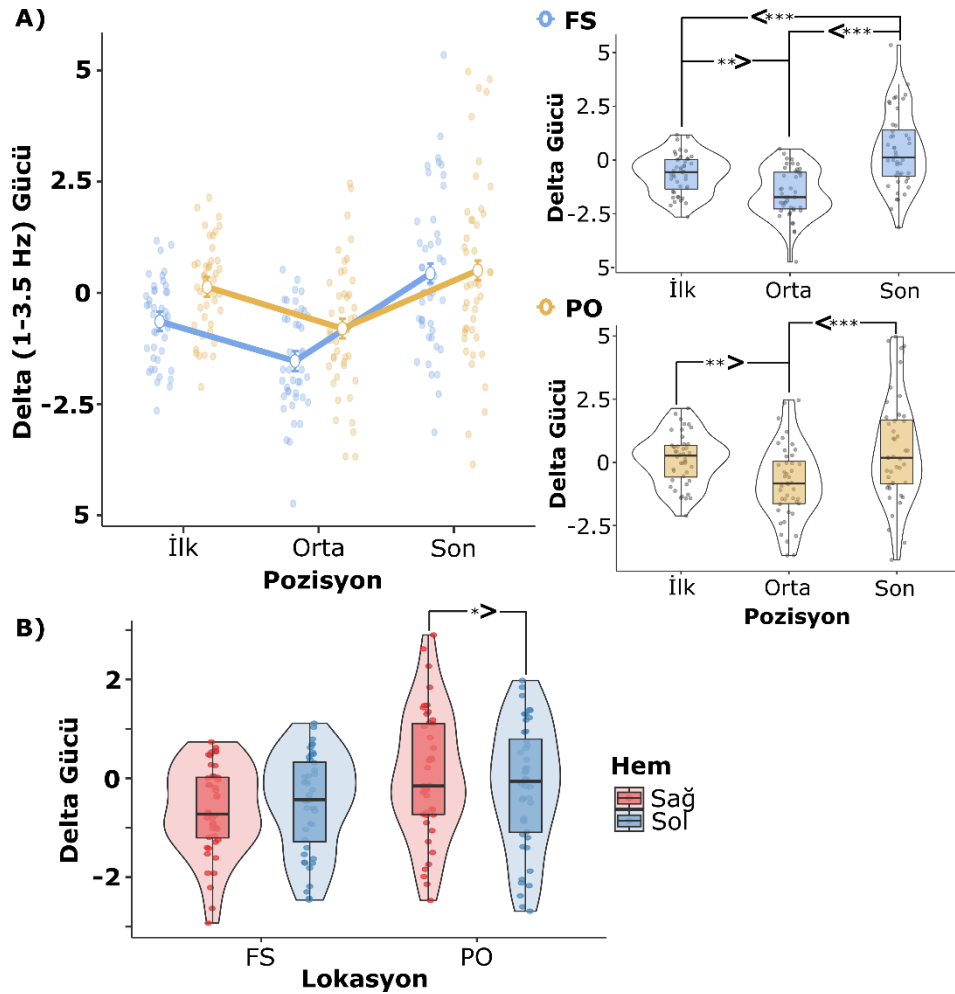 A)
Delta (1-3.5 Hz) Gücü
5
2.5
0
-2.5
5
İlk
Orta
Son
Pozisyon
FS
<***
<***
**>
Delta Gücü
2.5
0
-2.5
5
İlk
Orta
Son
PO
<***
**>
Delta Gücü
5
2.5
0
-2.5
İlk
Orta
Son
Pozisyon
B)
*>
Delta Gücü
2
0
-2
FS
PO
Lokasyon
Hem
Sağ
Sol